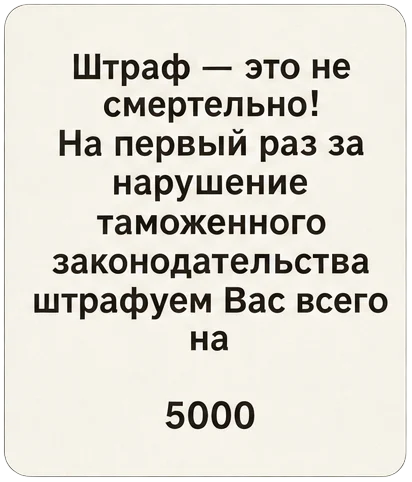 Штраф — это не
смертельно!
На первый раз за
нарушение
таможенного
законодательства
штрафуем Вас всего
на
5000